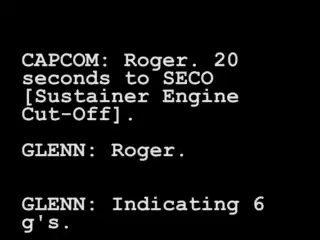 CAPCOM: Roger. 20
seconds to SECO
[Sustainer Engine
Cut-Off].
GLENN: Roger.
GLENN: Indicating 6
g's.